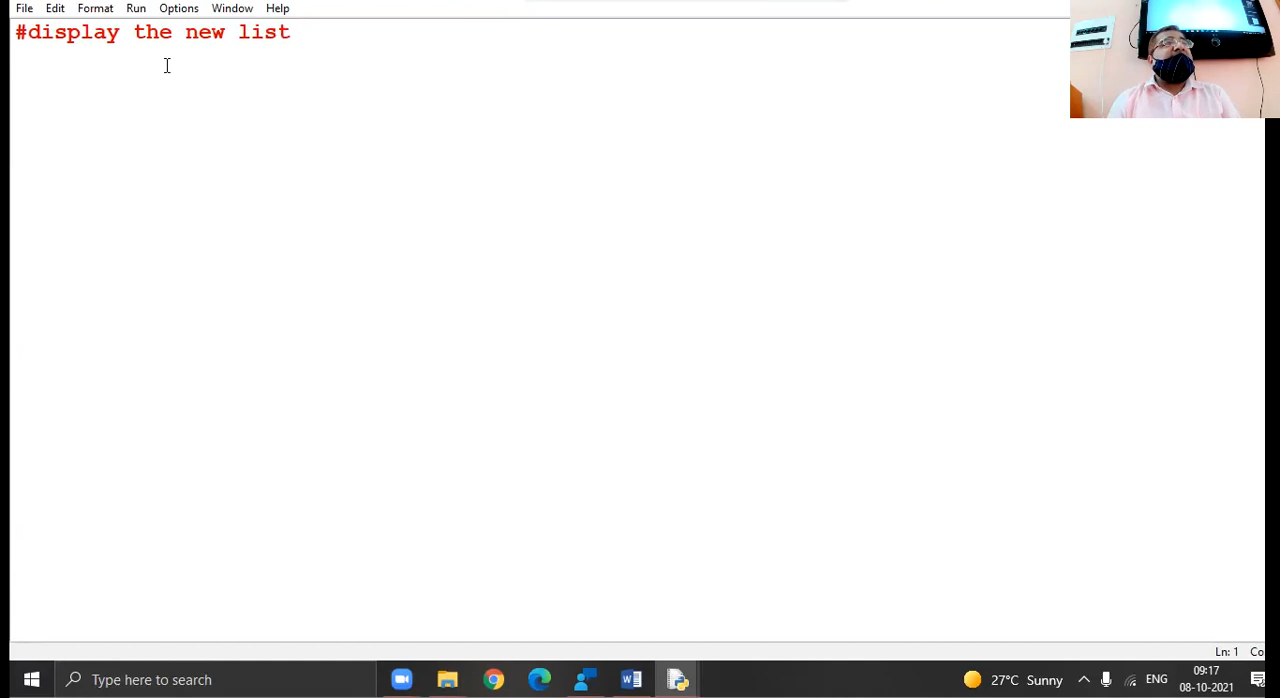 File Edit Format Run Options Window Help
#display the new list
Ln: 1 Co
Type here to search
27°C Sunny
ENG
09:17
08-10-2021